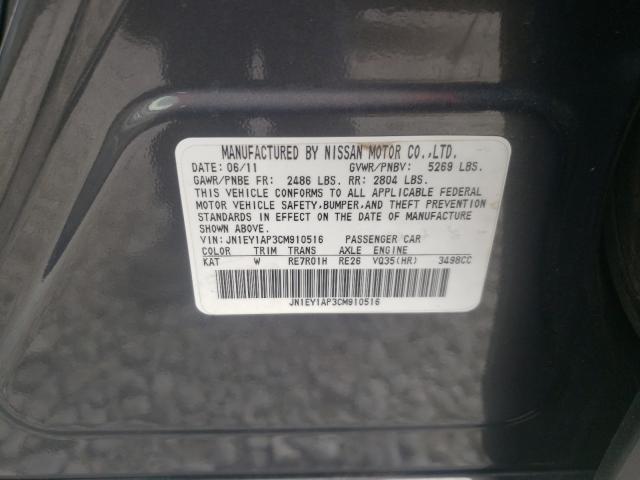 MANUFACTURED BY NISSAN MOTOR CO.,LTD.
DATE: 06/11 GVWR/PNBV: 5269 LBS.
GAWR/PNBE FR: 2486 LBS. RR: 2804 LBS.
THIS VEHICLE CONFORMS TO ALL APPLICABLE FEDERAL
MOTOR VEHICLE SAFETY,BUMPER,AND THEFT PREVENTION
STANDARDS IN EFFECT ON THE DATE OF MANUFACTURE
SHOWN ABOVE.
VIN: JN1EY1AP3CM910516 PASSENGER CAR
COLOR TRIM TRANS AXLE ENGINE
KAT W RE7R01H RE26 VQ35(HR) 3498CC
JN1EY1AP3CM910516